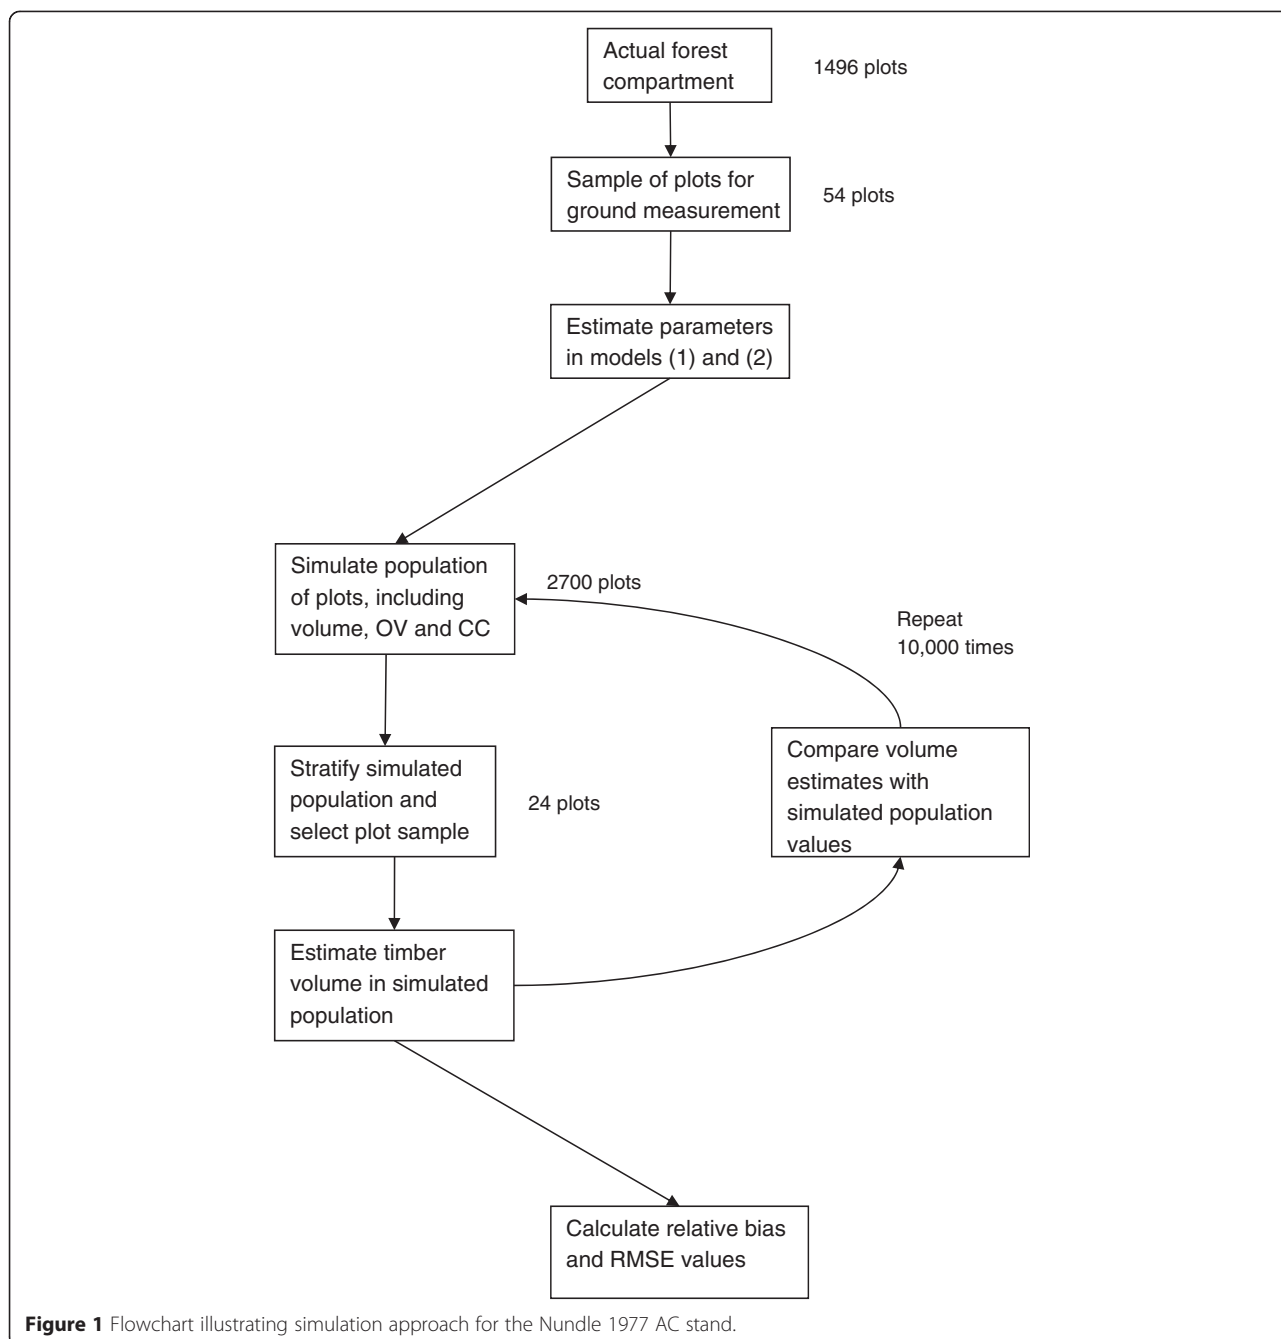 Actual forest
compartment
1496 plots
Sample of plots for
ground measurement
54 plots
Estimate parameters
in models (1) and (2)
Simulate population
of plots, including
volume, OV and CC
2700 plots
Repeat
10,000 times
Stratify simulated
population and
select plot sample
24 plots
Compare volume
estimates with
simulated population
values
Estimate timber
volume in simulated
population
Calculate relative bias
and RMSE values
Figure 1 Flowchart illustrating simulation approach for the Nundle 1977 AC stand.